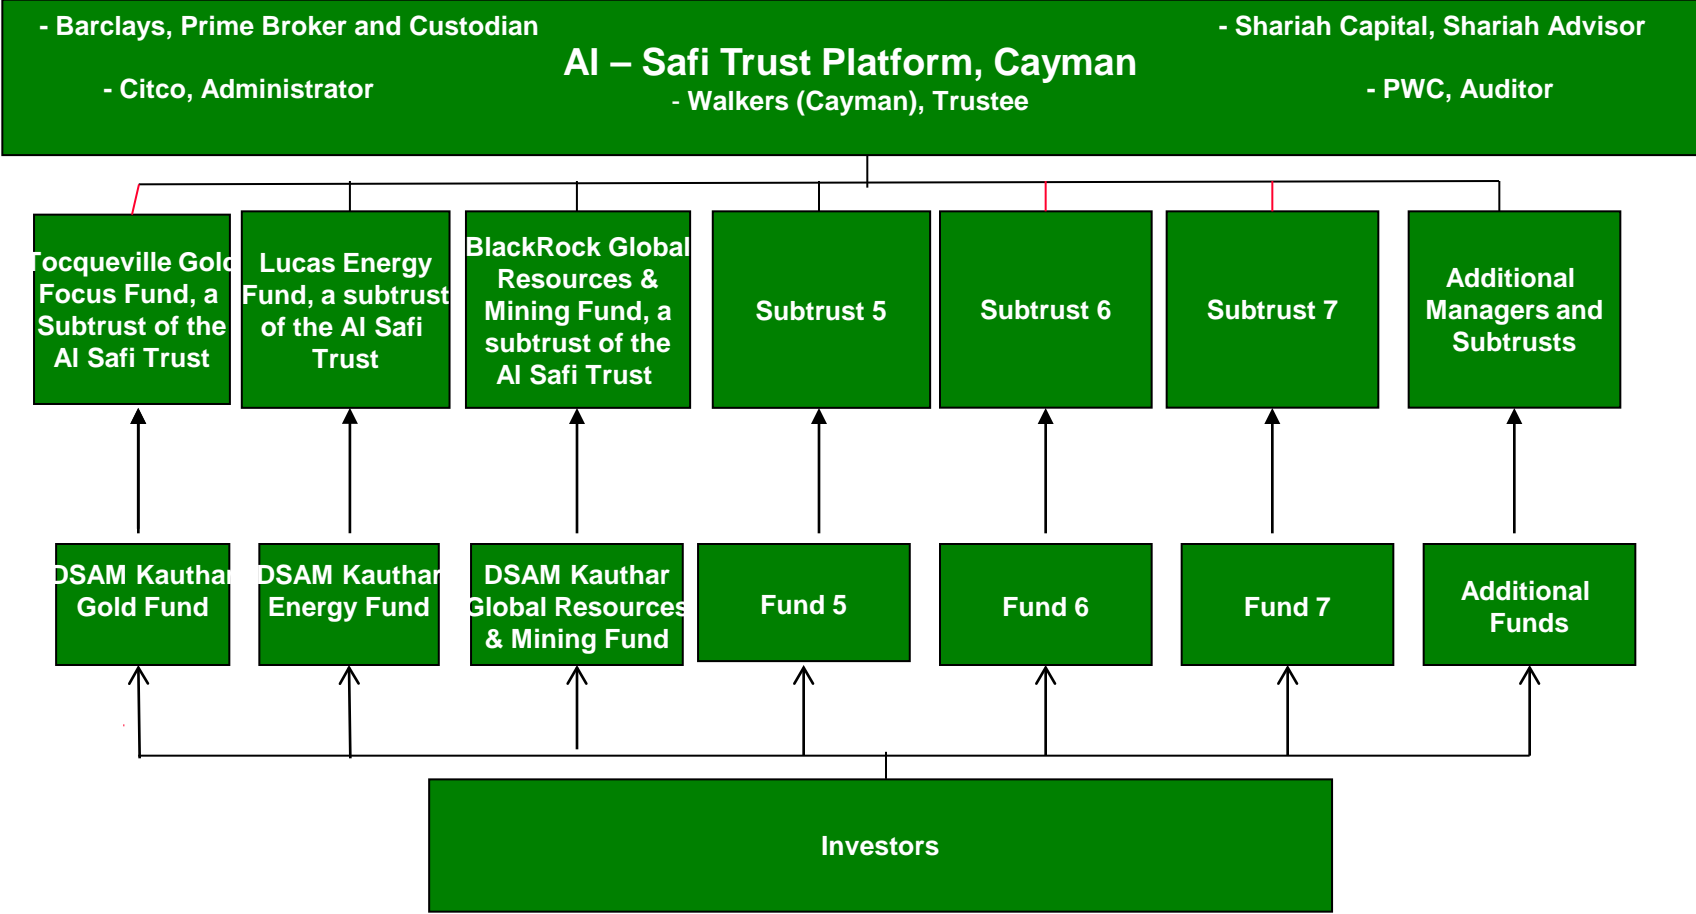 - Barclays, Prime Broker and Custodian
- Citco, Administrator
Al – Safi Trust Platform, Cayman
- Walkers (Cayman), Trustee
- Shariah Capital, Shariah Advisor
- PWC, Auditor
Tocqueville Gold
Focus Fund, a
Subtrust of the
Al Safi Trust
Lucas Energy
Fund, a subtrust
of the Al Safi
Trust
BlackRock Global
Resources &
Mining Fund, a
subtrust of the
Al Safi Trust
Subtrust 5
Subtrust 6
Subtrust 7
Additional
Managers and
Subtrusts
DSAM Kauthar
Gold Fund
DSAM Kauthar
Energy Fund
DSAM Kauthar
Global Resources
& Mining Fund
Fund 5
Fund 6
Fund 7
Additional
Funds
Investors